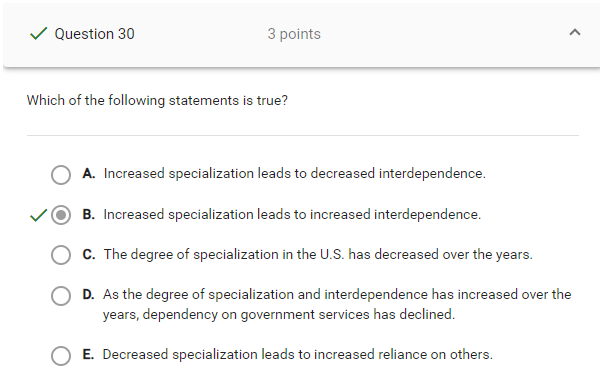 Question 30 3 points
Which of the following statements is true?
A. Increased specialization leads to decreased interdependence.
B. Increased specialization leads to increased interdependence.
C. The degree of specialization in the U.S. has decreased over the years.
D. As the degree of specialization and interdependence has increased over the
years, dependency on government services has declined.
E. Decreased specialization leads to increased reliance on others.